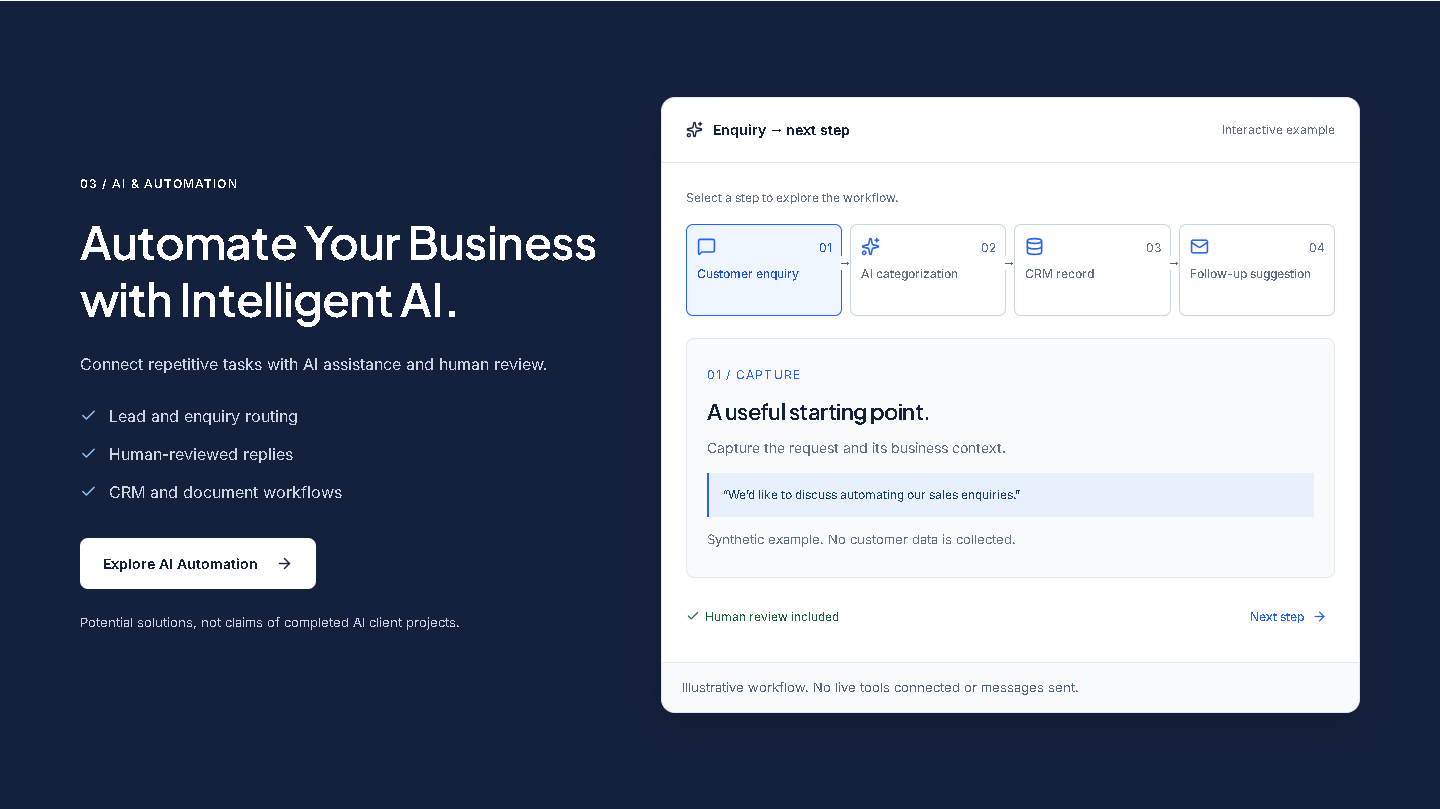 03 / AI & AUTOMATION
Automate Your Business
with Intelligent AI.
Connect repetitive tasks with AI assistance and human review.
Lead and enquiry routing
Human-reviewed replies
CRM and document workflows
Explore AI Automation →
Potential solutions, not claims of completed AI client projects.
Enquiry → next step
Interactive example
Select a step to explore the workflow.
01
Customer enquiry
→
02
AI categorization
→
03
CRM record
→
04
Follow-up suggestion
01 / CAPTURE
A useful starting point.
Capture the request and its business context.
“We’d like to discuss automating our sales enquiries.”
Synthetic example. No customer data is collected.
Human review included
Next step →
Illustrative workflow. No live tools connected or messages sent.